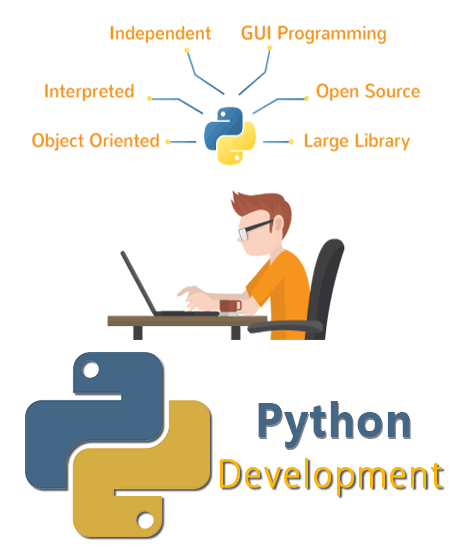 Independent GUI Programming
Interpreted Open Source
Object Oriented Large Library
Python
Development